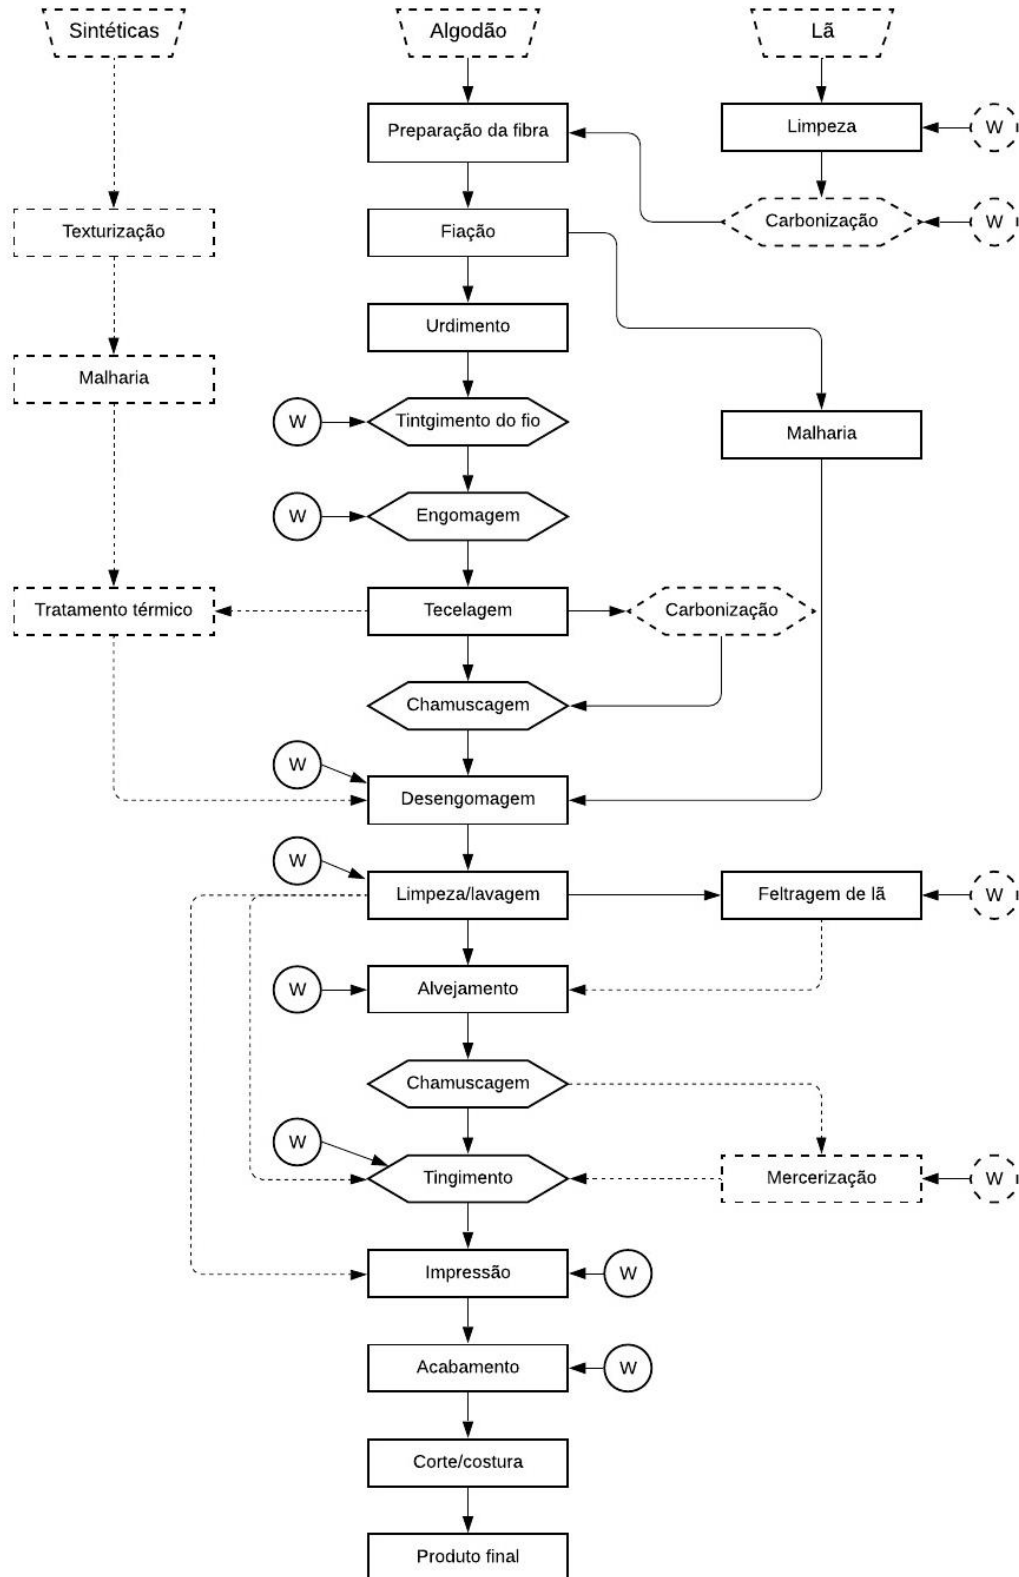 Sintéticas
Algodão
Lã
Preparação da fibra
Limpeza
W
Texturização
Fiação
Carbonização
W
Urdimento
Malharia
W
Tintgimento do fio
Malharia
W
Engomagem
Tratamento térmico
Tecelagem
Carbonização
Chamuscagem
W
Desengomagem
W
Limpeza/lavagem
Feltragem de lã
W
W
Alvejamento
Chamuscagem
W
Tingimento
Mercerização
W
Impressão
W
Acabamento
W
Corte/costura
Produto final